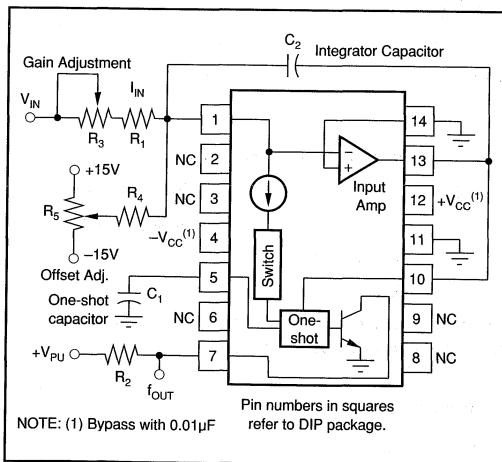 C2
Integrator Capacitor
Gain Adjustment
VIN
IIN
R3
R1
1
14
+15V
NC
2
–
+
13
Input
Amp
R5
R4
NC
3
12
+VCC(1)
–VCC(1)
4
11
–15V
Switch
Offset Adj.
5
10
One-shot
capacitor
C1
NC
6
One-
shot
9
NC
+VPU
R2
7
8
NC
fOUT
Pin numbers in squares
refer to DIP package.
NOTE: (1) Bypass with 0.01µF